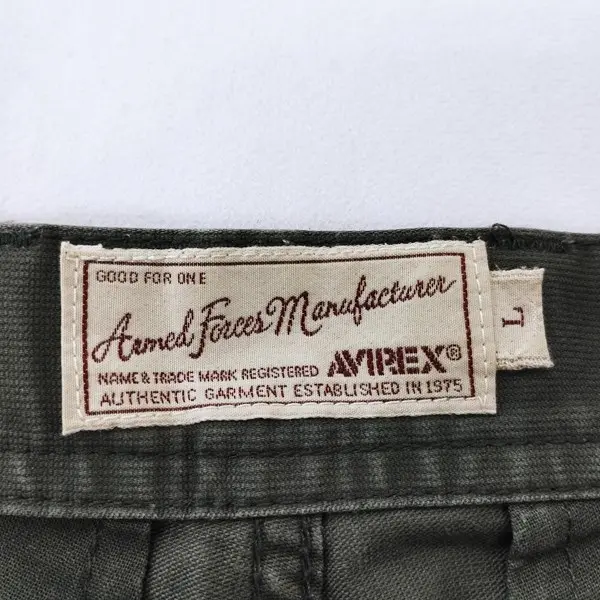 GOOD FOR ONE
Armed Forces Manufacturer
NAME & TRADE MARK REGISTERED AVIREX®
AUTHENTIC GARMENT ESTABLISHED IN 1975
L